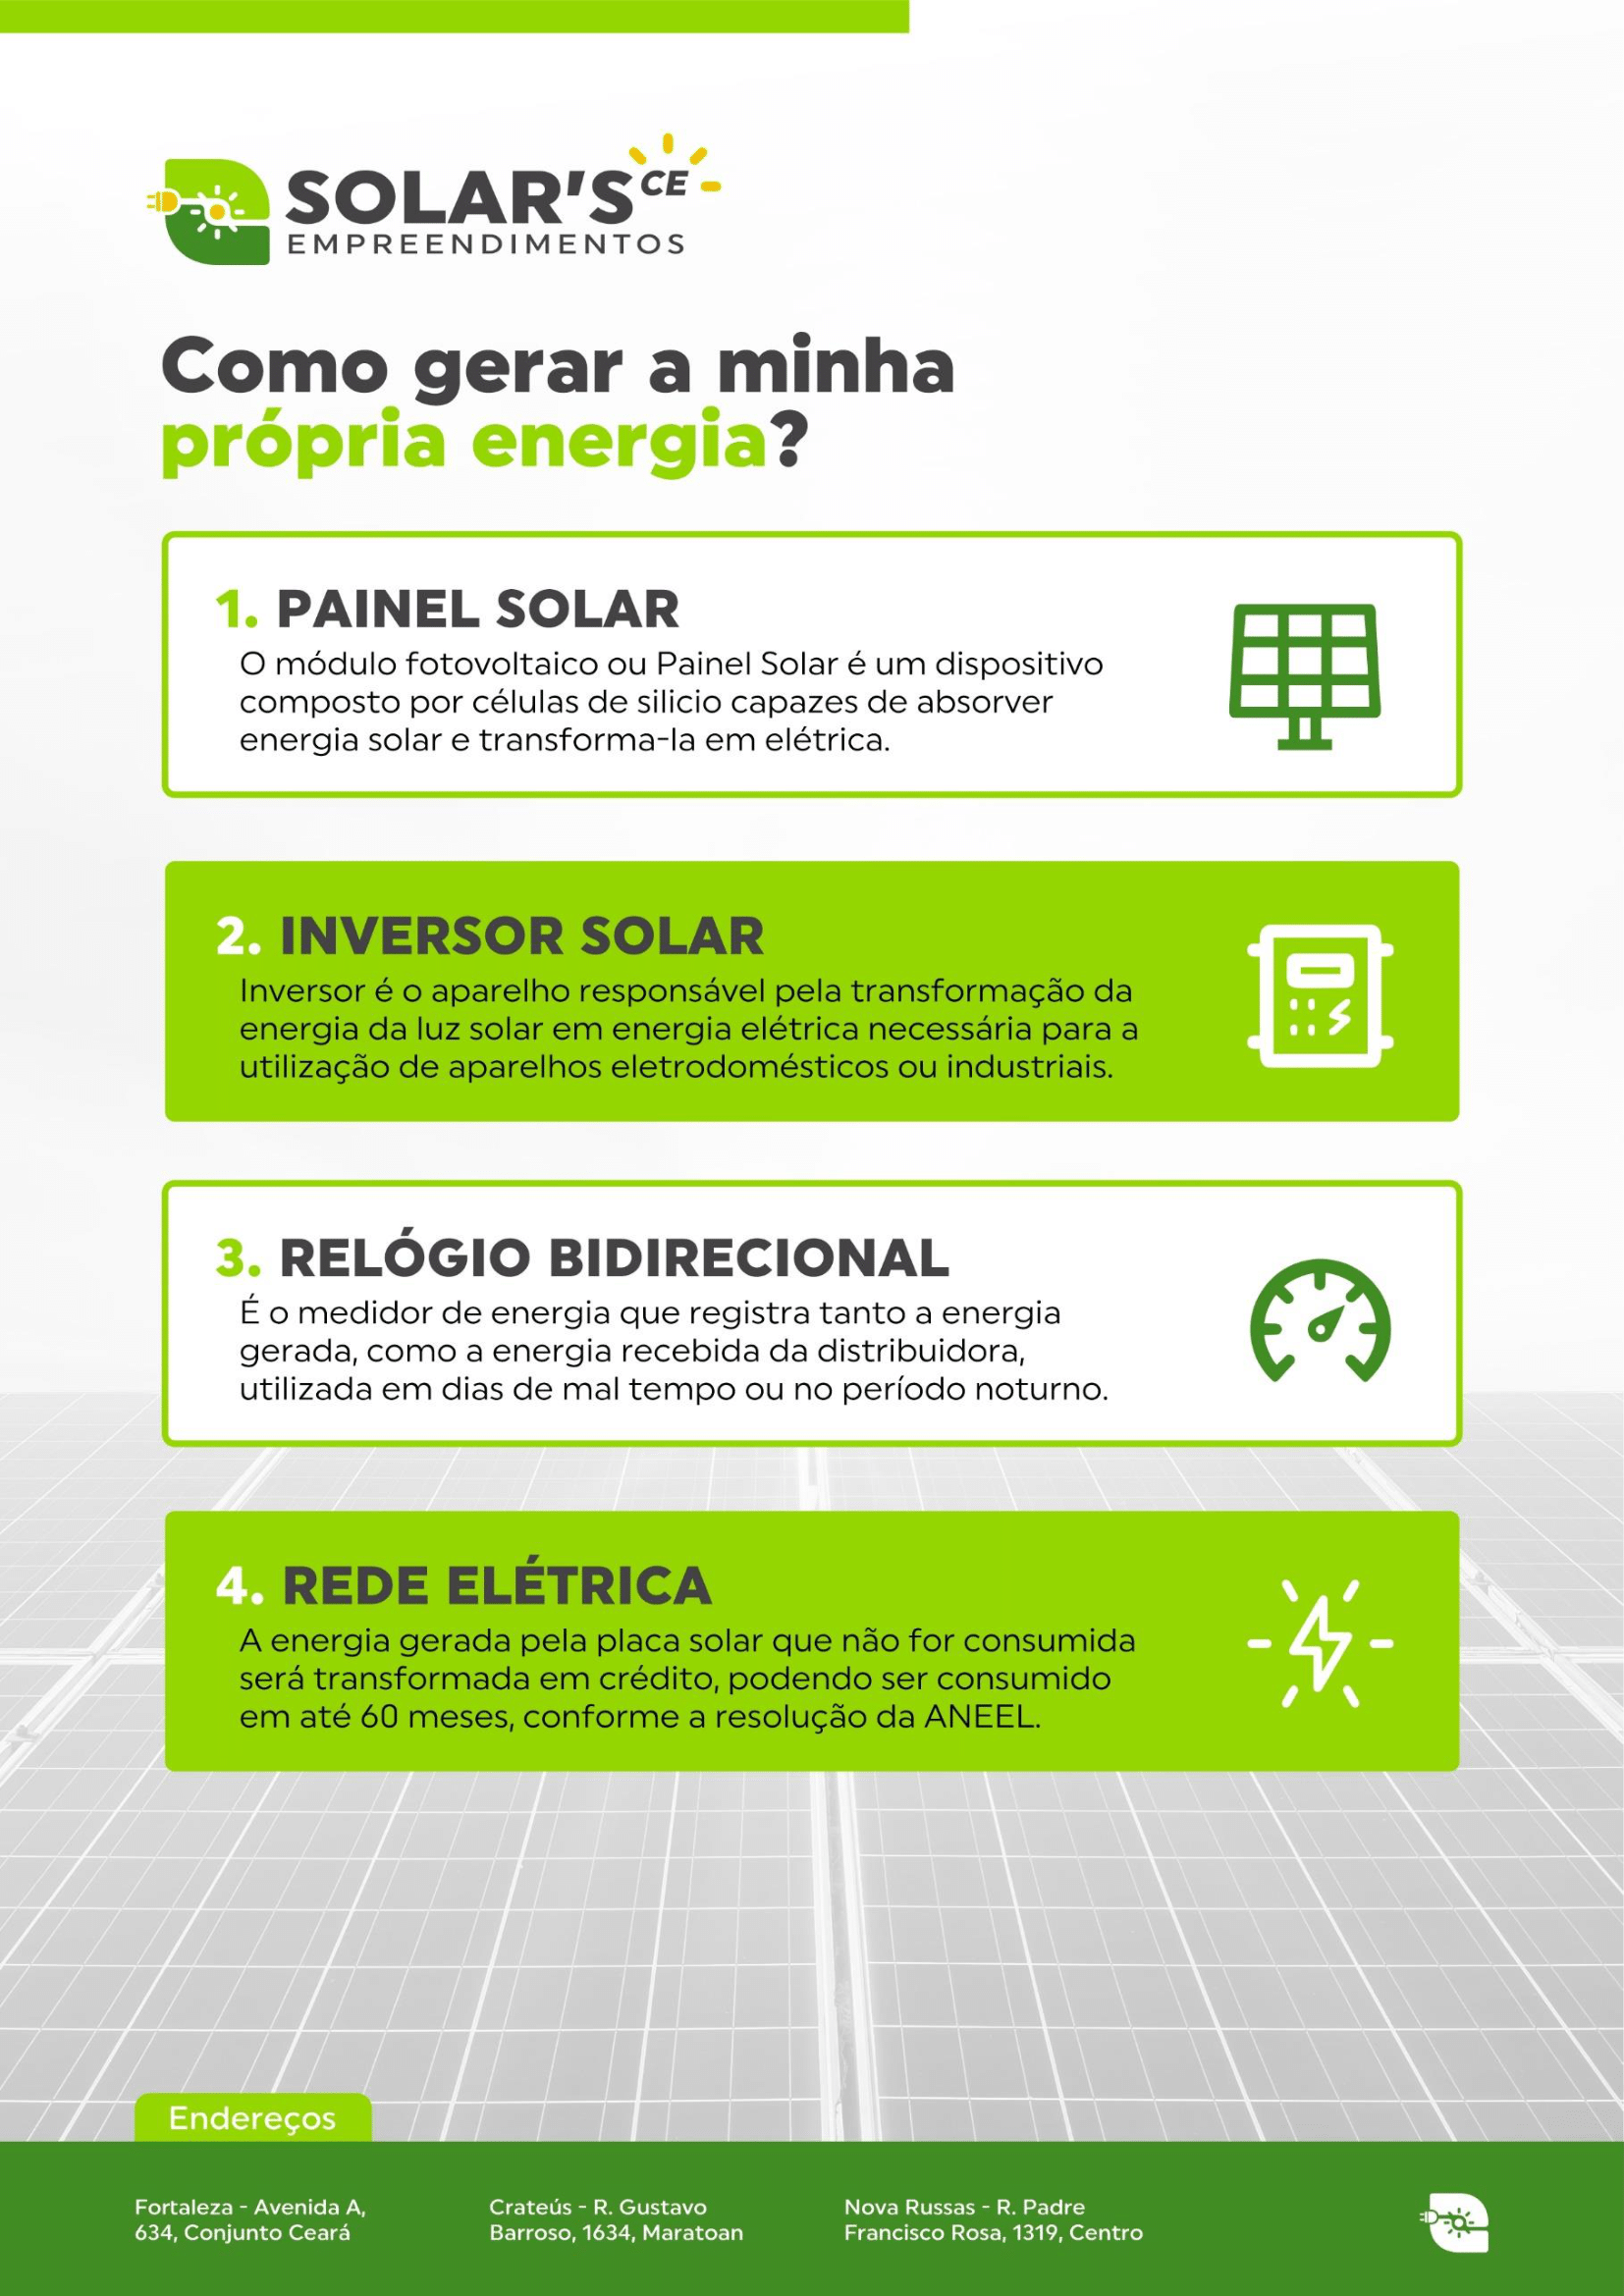 SOLAR'S CE
EMPREENDIMENTOS
Como gerar a minha
própria energia?
1. PAINEL SOLAR
O módulo fotovoltaico ou Painel Solar é um dispositivo
composto por células de silicio capazes de absorver
energia solar e transforma-la em elétrica.
2. INVERSOR SOLAR
Inversor é o aparelho responsável pela transformação da
energia da luz solar em energia elétrica necessária para a
utilização de aparelhos eletrodomésticos ou industriais.
3. RELÓGIO BIDIRECIONAL
É o medidor de energia que registra tanto a energia
gerada, como a energia recebida da distribuidora,
utilizada em dias de mal tempo ou no período noturno.
4. REDE ELÉTRICA
A energia gerada pela placa solar que não for consumida
será transformada em crédito, podendo ser consumido
em até 60 meses, conforme a resolução da ANEEL.
Endereços
Fortaleza - Avenida A,
634, Conjunto Ceará
Crateús - R. Gustavo
Barroso, 1634, Maratoan
Nova Russas - R. Padre
Francisco Rosa, 1319, Centro